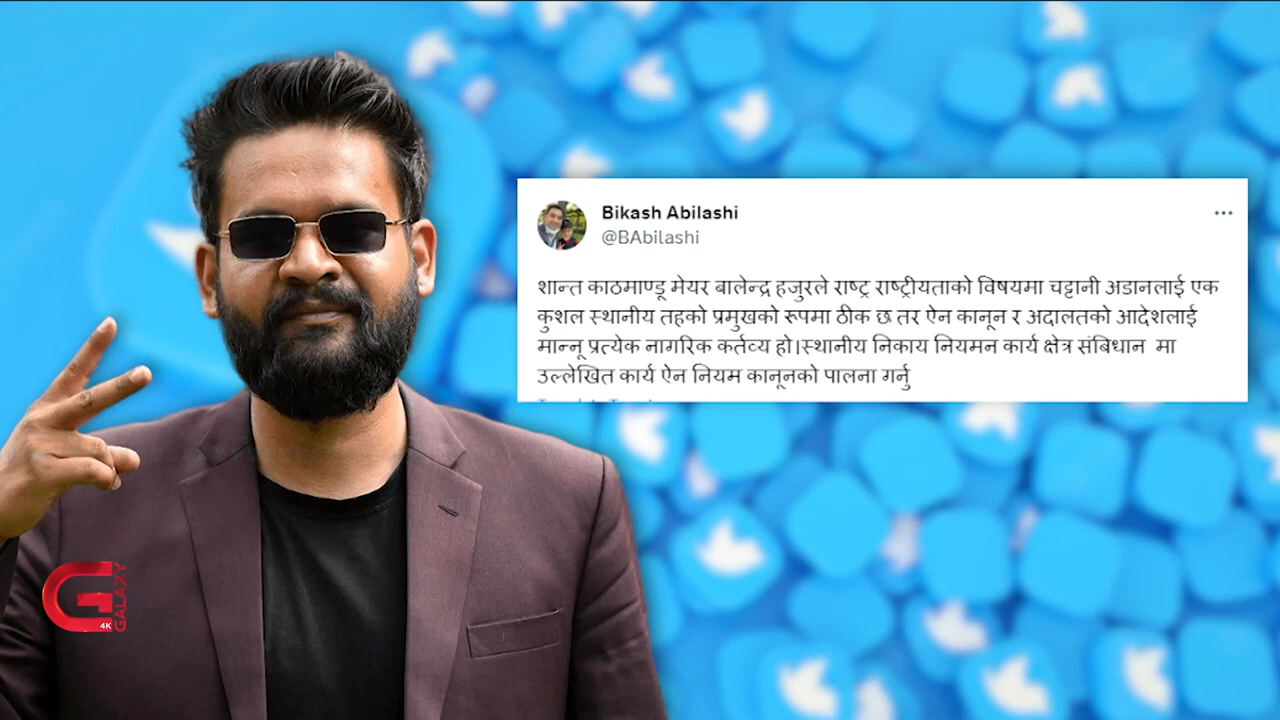 Bikash Abilashi
@BAbilashi
शान्त काठमाण्डू मेयर बालेन्द्र हजुरले राष्ट्र राष्ट्रीयताको विषयमा चट्टानी अडानलाई एक
कुशल स्थानीय तहको प्रमुखको रूपमा ठीक छ तर ऐन कानून र अदालतको आदेशलाई
मान्नू प्रत्येक नागरिक कर्तव्य हो।स्थानीय निकाय नियमन कार्य क्षेत्र संबिधान मा
उल्लेखित कार्य ऐन नियम कानूनको पालना गर्नु
G GALAXY
4K